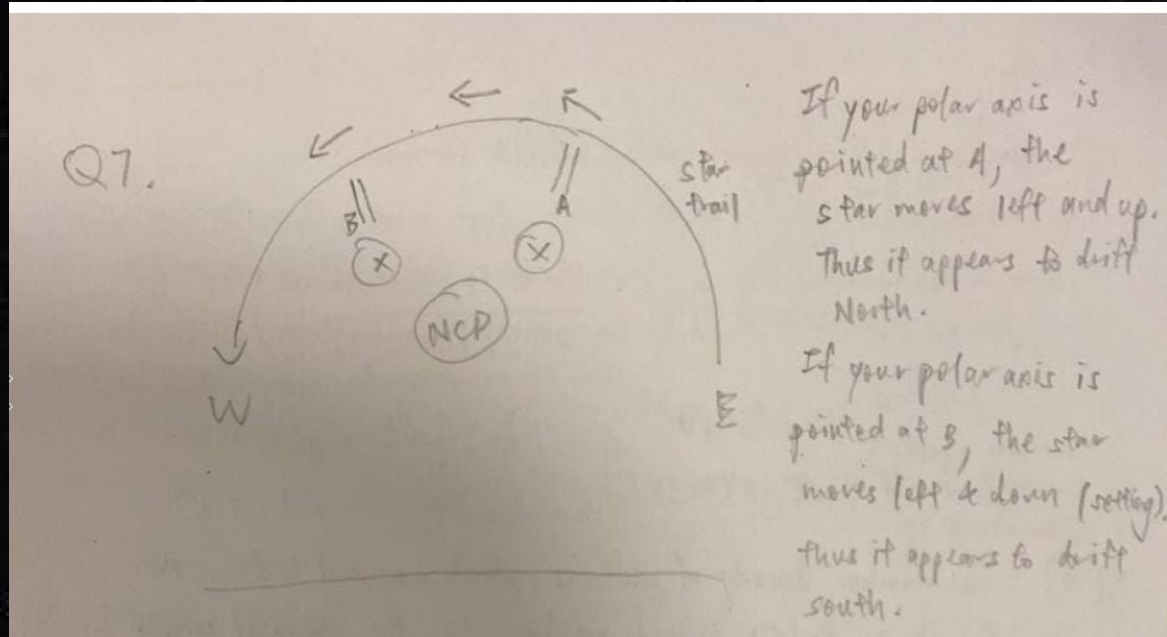 Q7.
B
A
NCP
W
E
star
trail
If your polar axis is
pointed at A, the
star moves left and up.
Thus it appears to drift
North.
If your polar axis is
pointed at B, the star
moves left & down (setting).
thus it appears to drift
south.